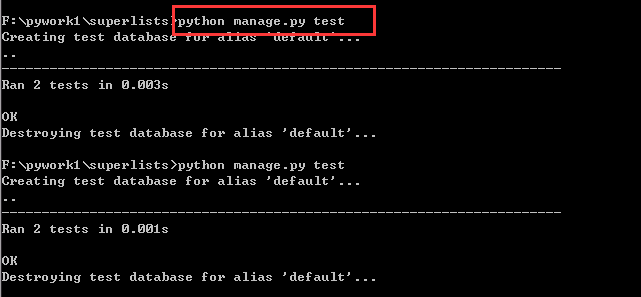 F:\pywork1\superlists>python manage.py test
Creating test database for alias 'default'...
..
----------------------------------------------------------------------
Ran 2 tests in 0.003s
OK
Destroying test database for alias 'default'...
F:\pywork1\superlists>python manage.py test
Creating test database for alias 'default'...
..
----------------------------------------------------------------------
Ran 2 tests in 0.001s
OK
Destroying test database for alias 'default'...